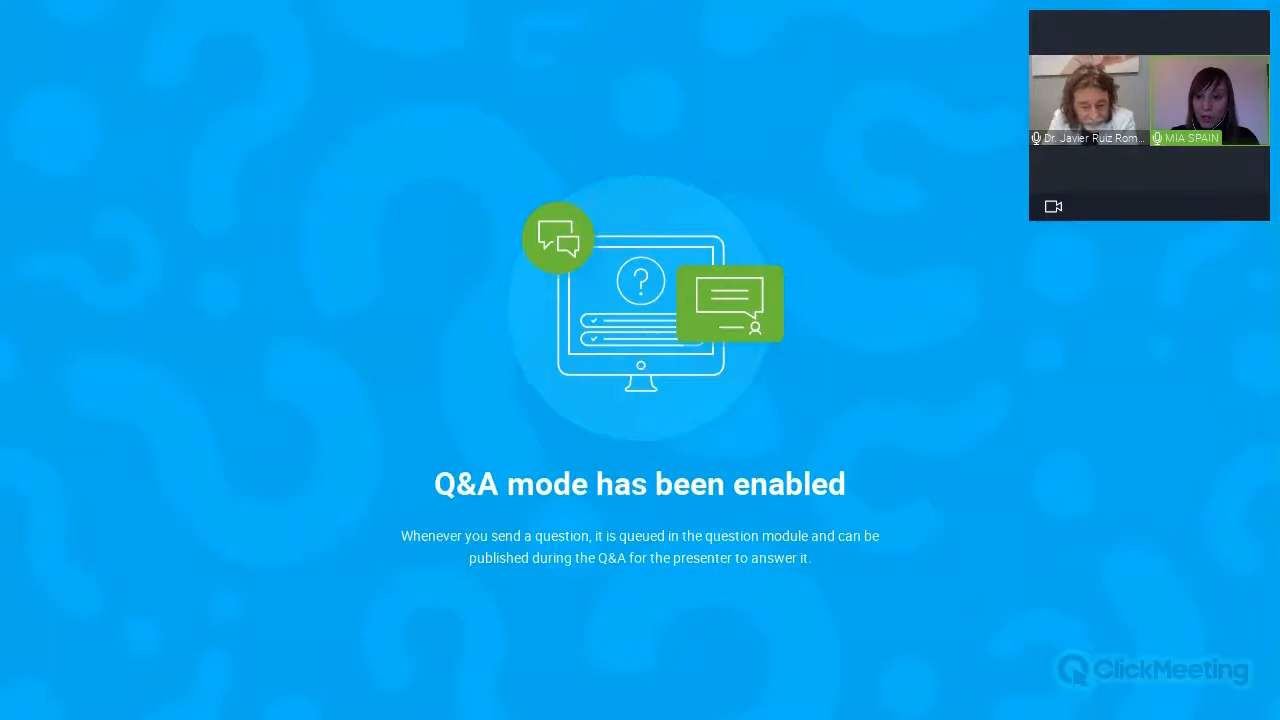 Dr. Javier Ruiz Rom...
MIA SPAIN
?
Q&A mode has been enabled
Whenever you send a question, it is queued in the question module and can be
published during the Q&A for the presenter to answer it.
ClickMeeting